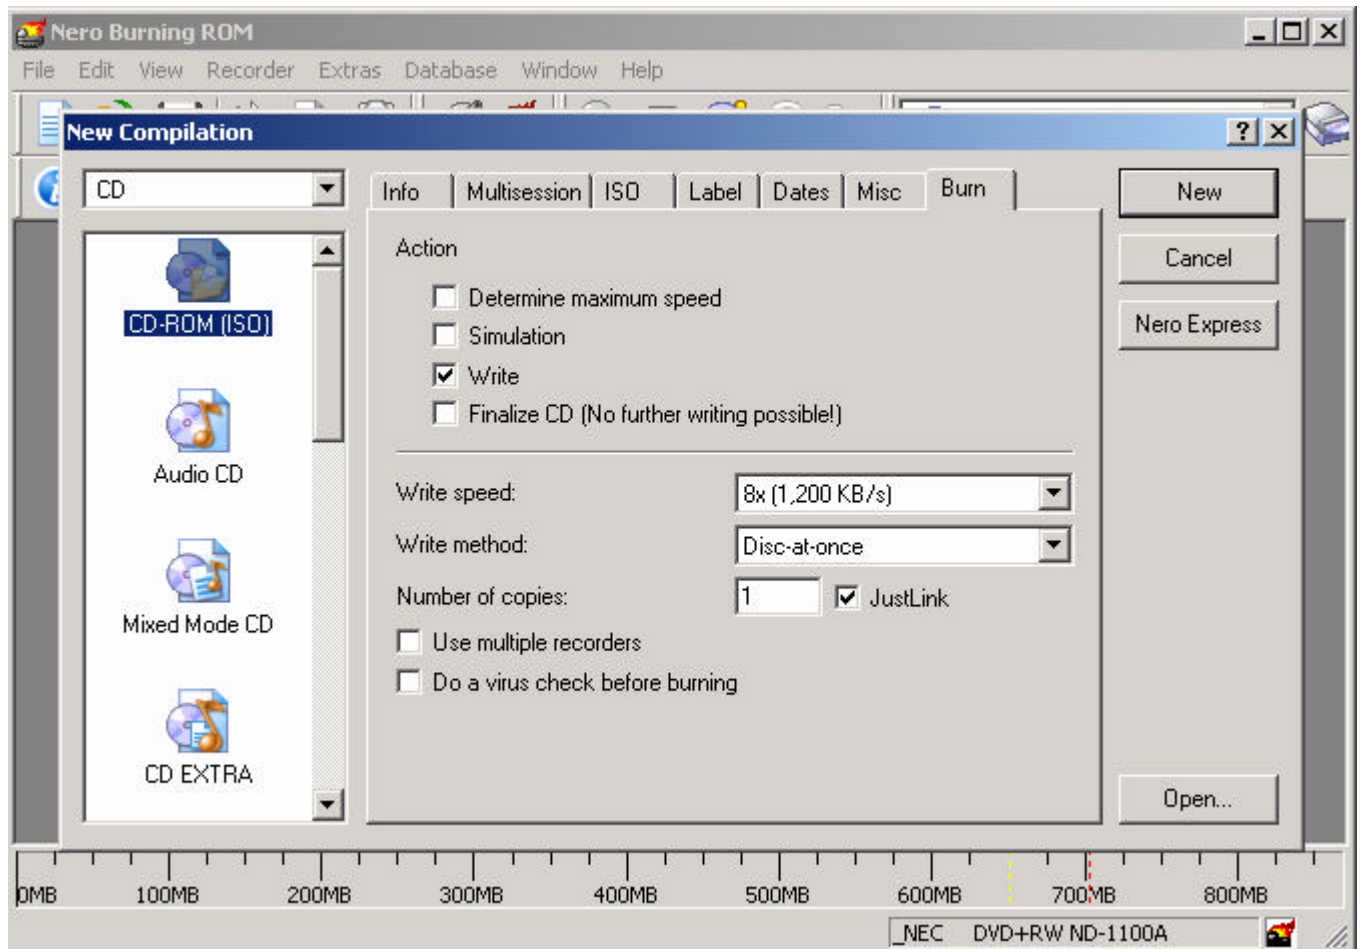 Nero Burning ROM
File Edit View Recorder Extras Database Window Help
New Compilation
CD
Info Multisession ISO Label Dates Misc Burn
New
Cancel
Nero Express
CD-ROM (ISO)
Audio CD
Mixed Mode CD
CD EXTRA
Action
Determine maximum speed
Simulation
Write
Finalize CD (No further writing possible!)
Write speed: 8x (1,200 KB/s)
Write method: Disc-at-once
Number of copies: 1 JustLink
Use multiple recorders
Do a virus check before burning
Open...
0MB 100MB 200MB 300MB 400MB 500MB 600MB 700MB 800MB
_NEC DVD+RW ND-1100A